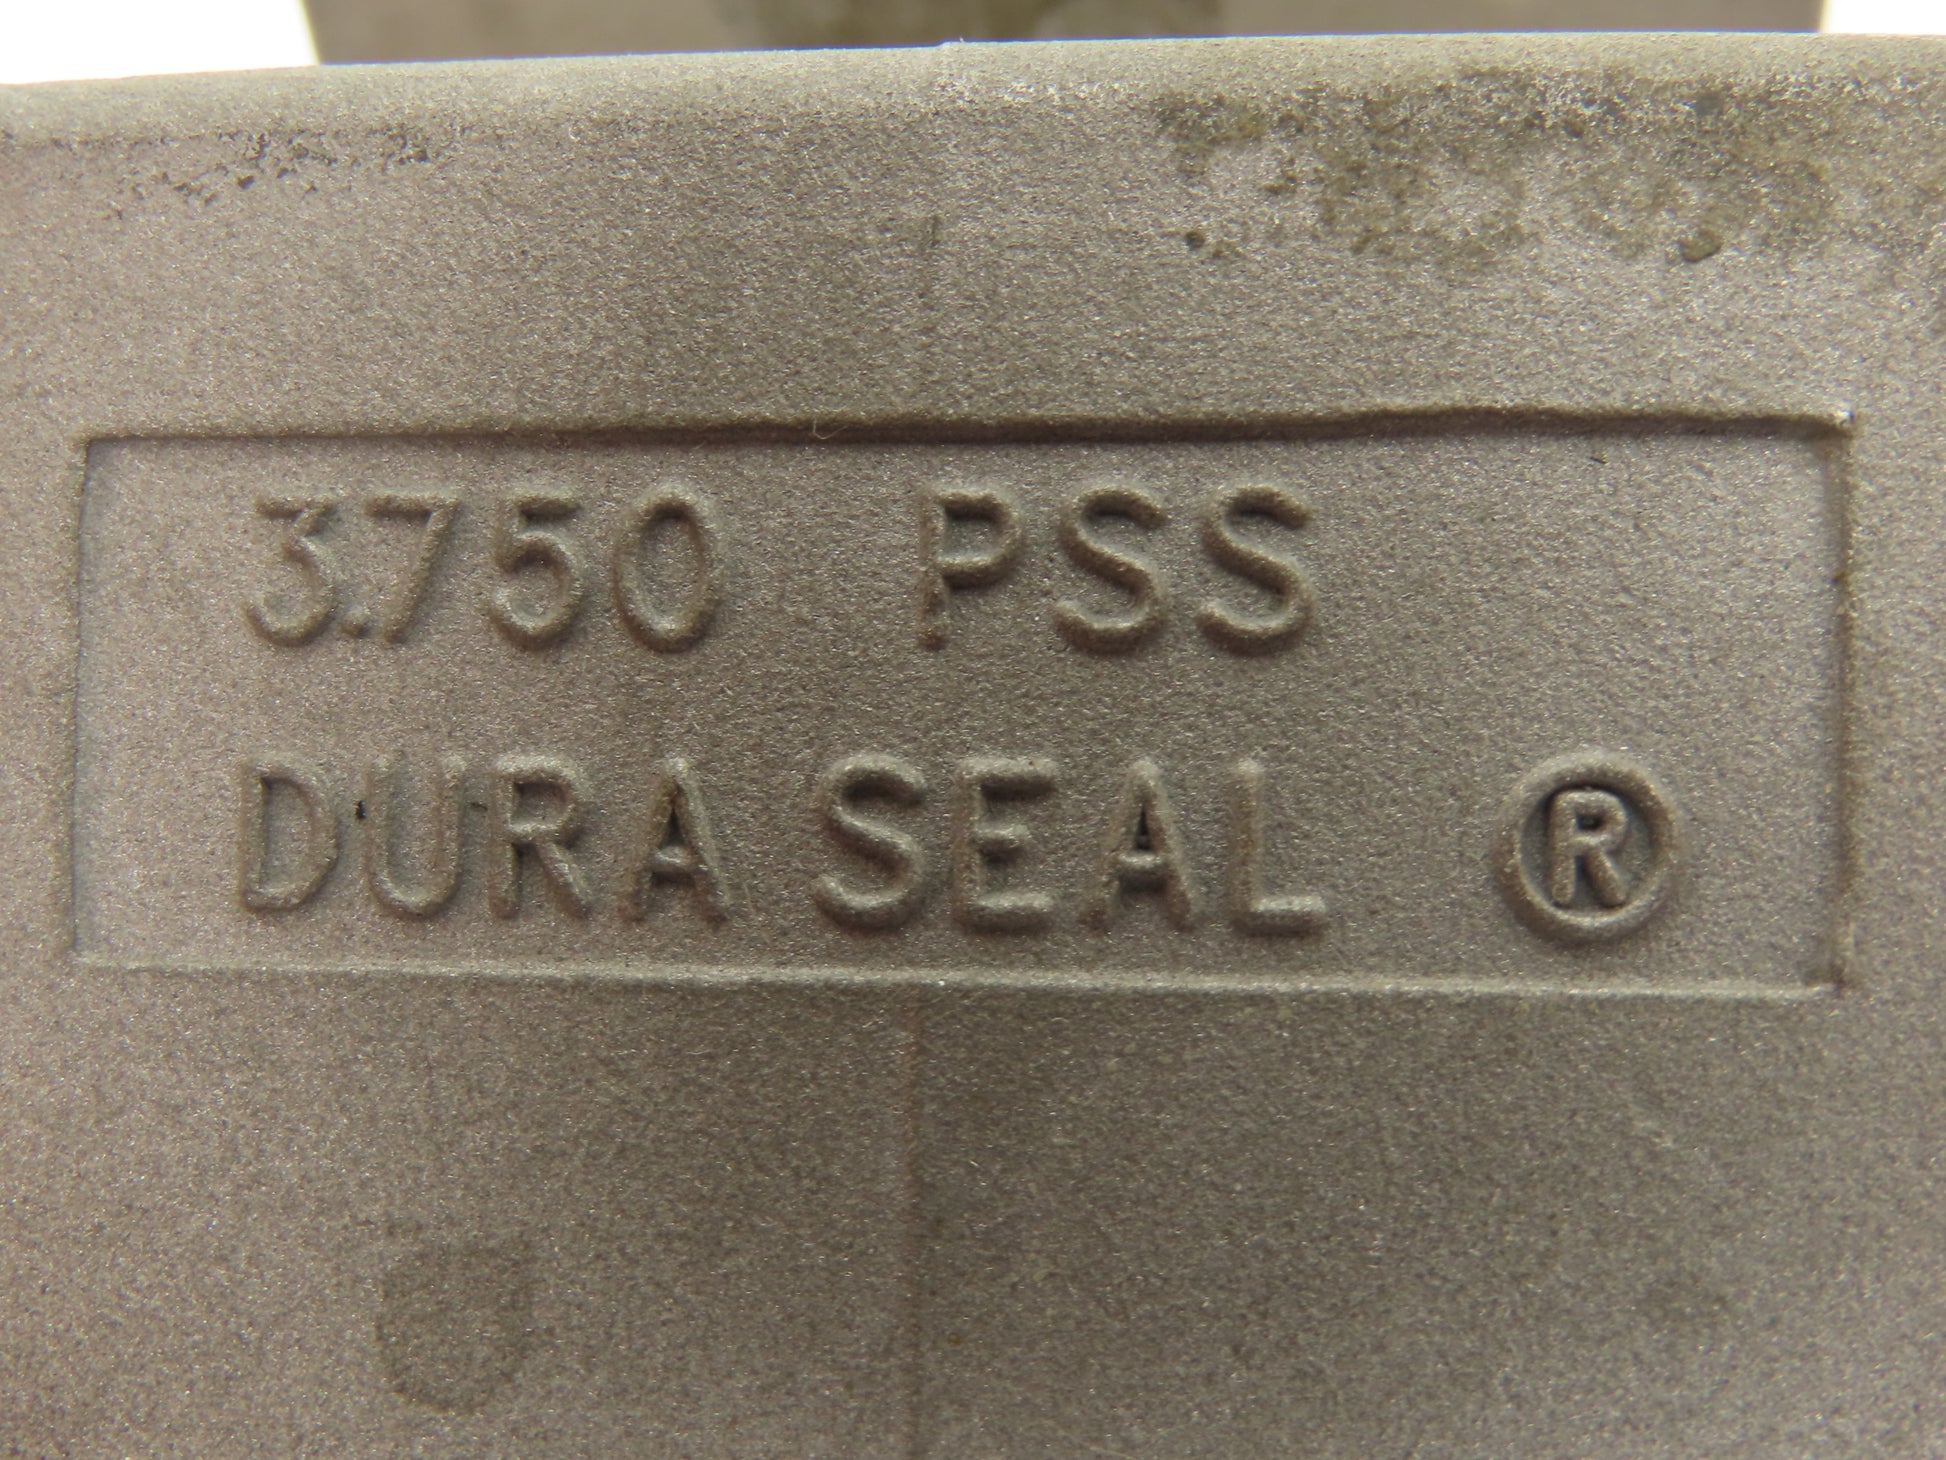 3.750 PSS
DURA SEAL ®